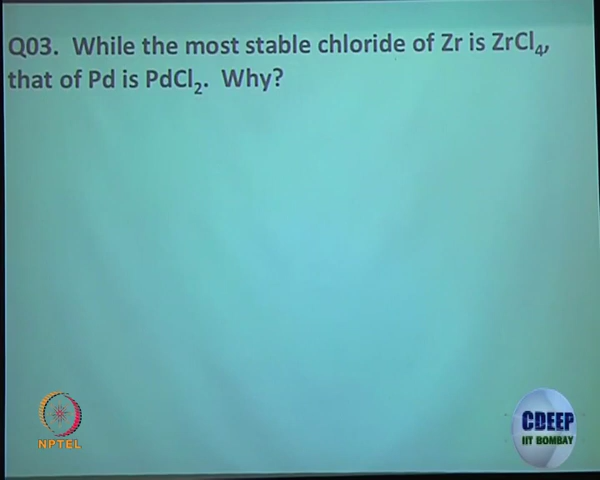 Q03. While the most stable chloride of Zr is ZrCl₄,
that of Pd is PdCl₂. Why?
NPTEL
CDEEP
IIT BOMBAY